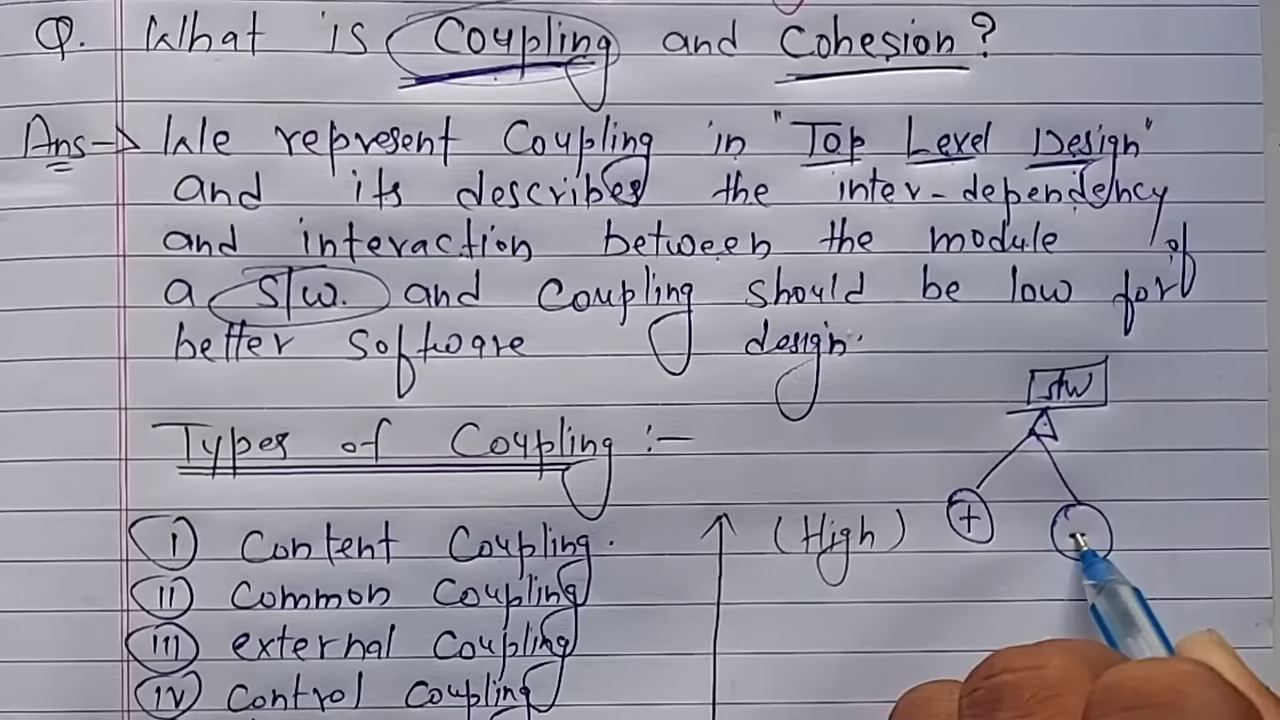 Q. What is Coupling and Cohesion?
Ans→ We represent Coupling in "Top Level Design"
and its describes the inter-dependency
and interaction between the module of
a S/w. and Coupling should be low for
better software design.
S/w
Types of Coupling :-
(High) +
i) Content Coupling.
ii) Common Coupling
iii) external Coupling
iv) Control Coupling